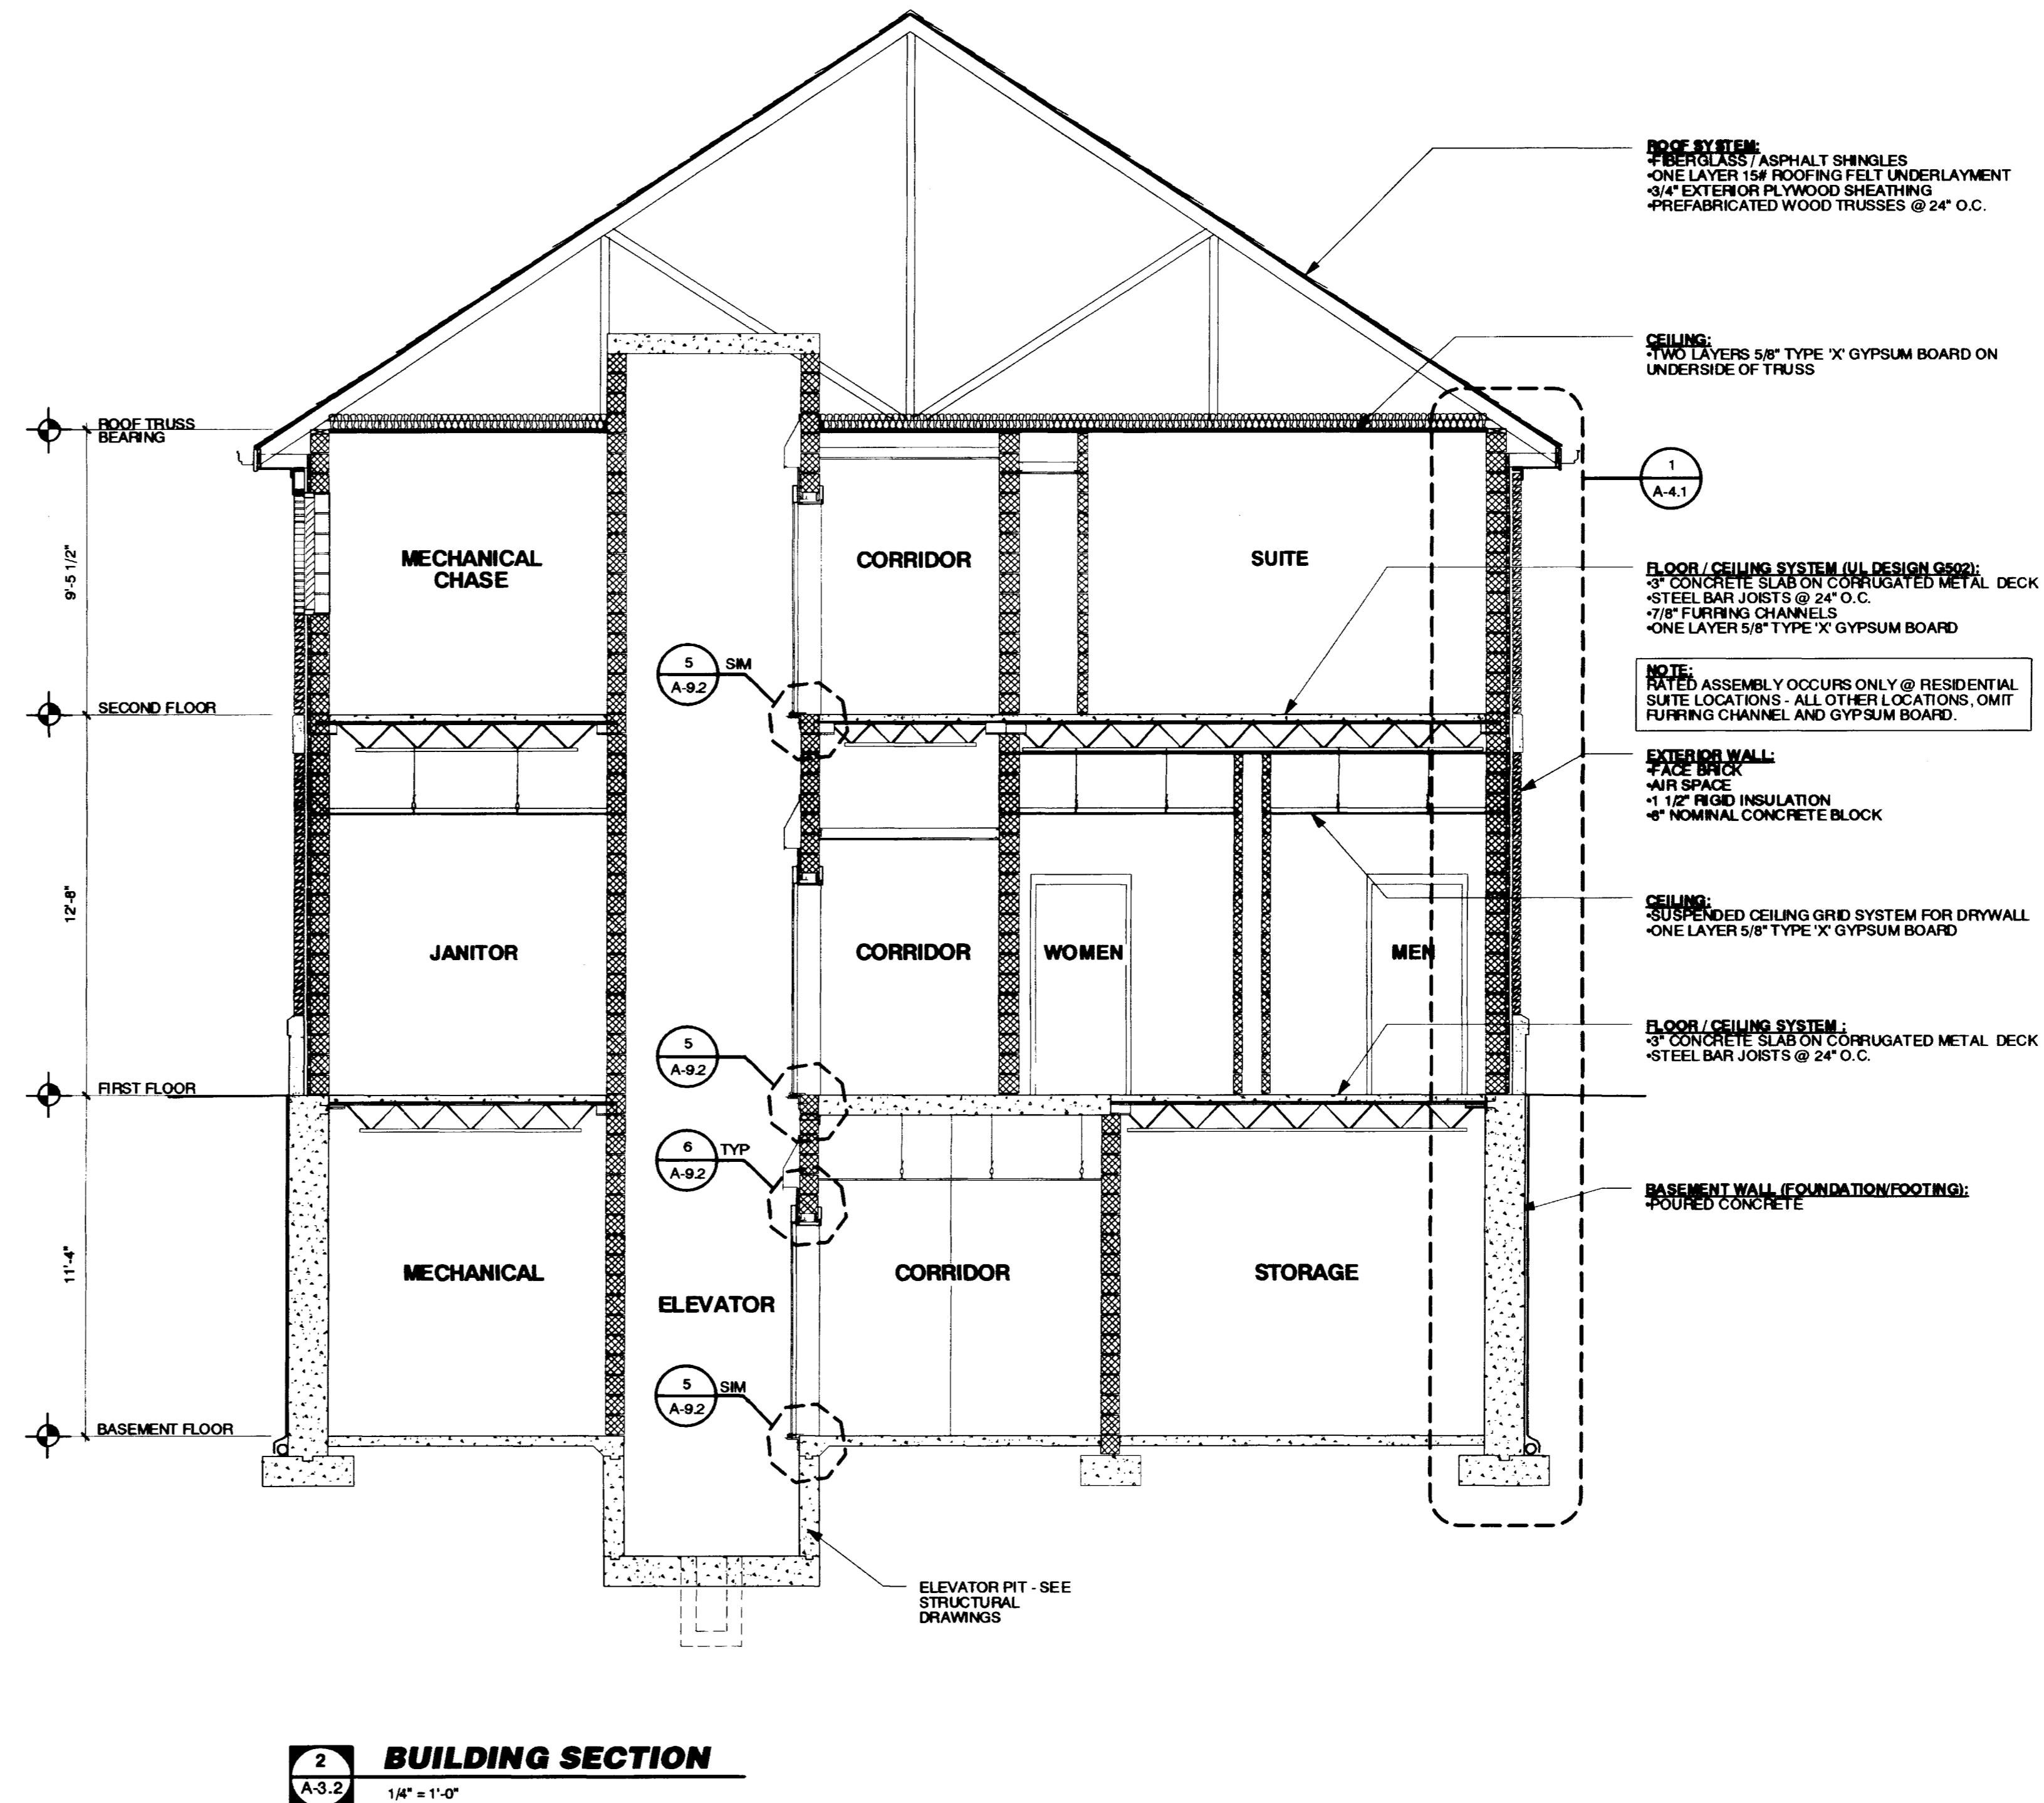 ROOF SYSTEM:
•FIBERGLASS / ASPHALT SHINGLES
•ONE LAYER 15# ROOFING FELT UNDERLAYMENT
•3/4" EXTERIOR PLYWOOD SHEATHING
•PREFABRICATED WOOD TRUSSES @ 24" O.C.
CEILING:
•TWO LAYERS 5/8" TYPE 'X' GYPSUM BOARD ON
UNDERSIDE OF TRUSS
ROOF TRUSS
BEARING
1
A-4.1
9'-5 1/2"
MECHANICAL
CHASE
CORRIDOR
SUITE
FLOOR / CEILING SYSTEM (UL DESIGN G502):
•3" CONCRETE SLAB ON CORRUGATED METAL DECK
•STEEL BAR JOISTS @ 24" O.C.
•7/8" FURRING CHANNELS
•ONE LAYER 5/8" TYPE 'X' GYPSUM BOARD
5
A-9.2
SIM
NOTE:
RATED ASSEMBLY OCCURS ONLY @ RESIDENTIAL
SUITE LOCATIONS - ALL OTHER LOCATIONS, OMIT
FURRING CHANNEL AND GYPSUM BOARD.
SECOND FLOOR
EXTERIOR WALL:
•FACE BRICK
•AIR SPACE
•1 1/2" RIGID INSULATION
•8" NOMINAL CONCRETE BLOCK
12'-8"
JANITOR
CORRIDOR
WOMEN
MEN
CEILING:
•SUSPENDED CEILING GRID SYSTEM FOR DRYWALL
•ONE LAYER 5/8" TYPE 'X' GYPSUM BOARD
5
A-9.2
FLOOR / CEILING SYSTEM :
•3" CONCRETE SLAB ON CORRUGATED METAL DECK
•STEEL BAR JOISTS @ 24" O.C.
FIRST FLOOR
6
A-9.2
TYP
BASEMENT WALL (FOUNDATION/FOOTING):
•POURED CONCRETE
11'-4"
MECHANICAL
ELEVATOR
CORRIDOR
STORAGE
5
A-9.2
SIM
BASEMENT FLOOR
ELEVATOR PIT - SEE
STRUCTURAL
DRAWINGS
2
A-3.2
BUILDING SECTION
1/4" = 1'-0"